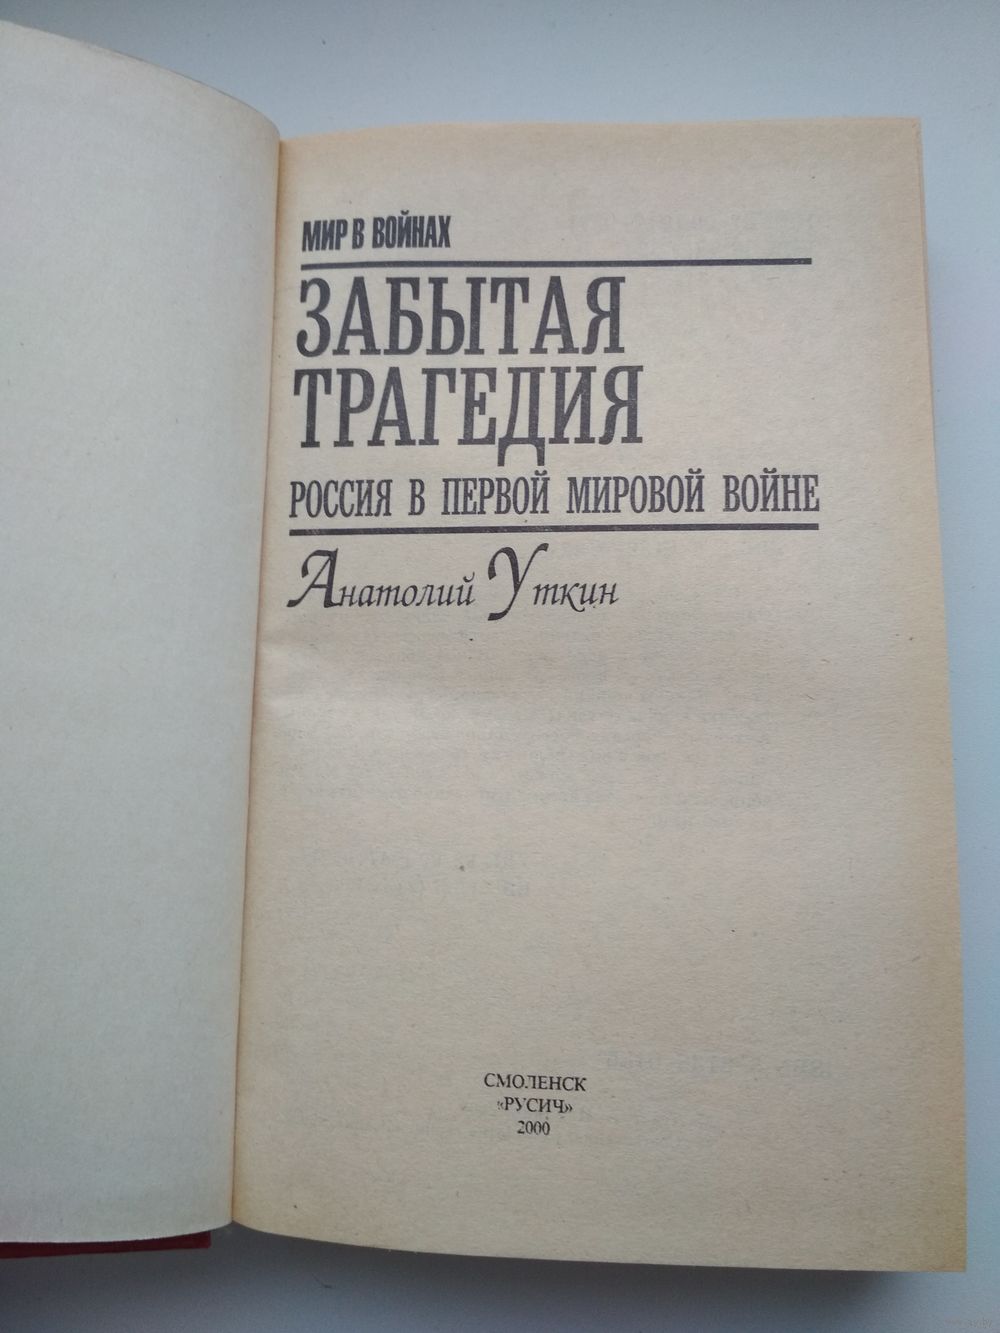 МИР В ВОЙНАХ
ЗАБЫТАЯ
ТРАГЕДИЯ
РОССИЯ В ПЕРВОЙ МИРОВОЙ ВОЙНЕ
Анатолий Уткин
СМОЛЕНСК
«РУСИЧ»
2000